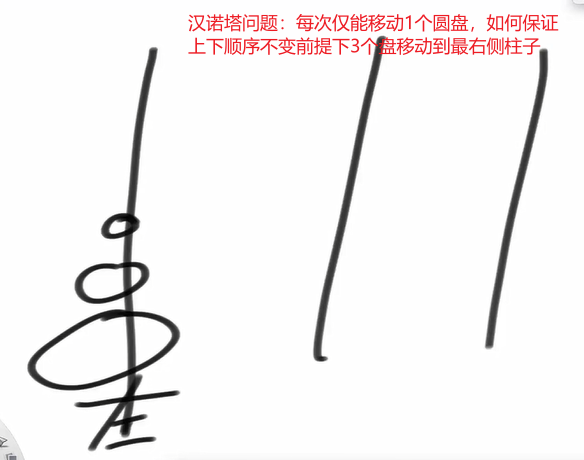 汉诺塔问题：每次仅能移动1个圆盘，如何保证
上下顺序不变前提下3个盘移动到最右侧柱子